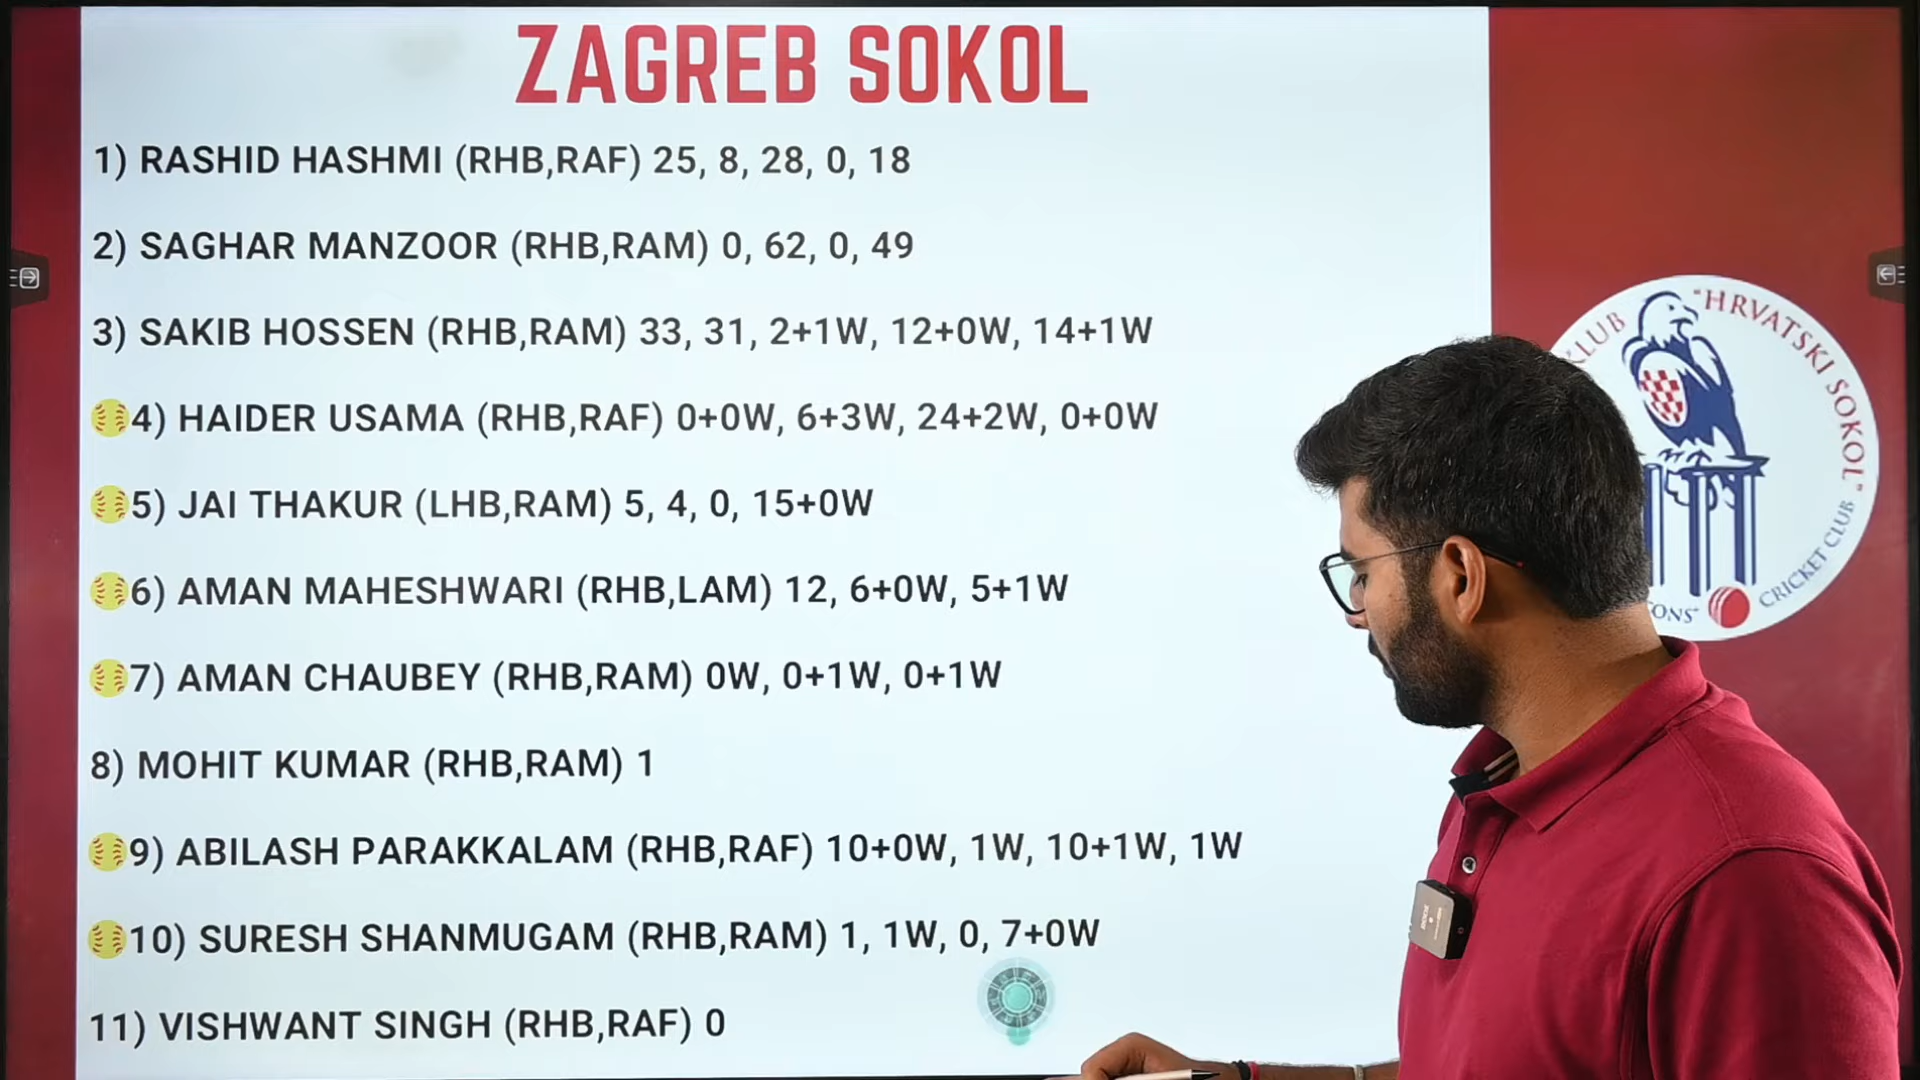 ZAGREB SOKOL
1) RASHID HASHMI (RHB,RAF) 25, 8, 28, 0, 18
2) SAGHAR MANZOOR (RHB,RAM) 0, 62, 0, 49
3) SAKIB HOSSEN (RHB,RAM) 33, 31, 2+1W, 12+0W, 14+1W
4) HAIDER USAMA (RHB,RAF) 0+0W, 6+3W, 24+2W, 0+0W
5) JAI THAKUR (LHB,RAM) 5, 4, 0, 15+0W
6) AMAN MAHESHWARI (RHB,LAM) 12, 6+0W, 5+1W
7) AMAN CHAUBEY (RHB,RAM) 0W, 0+1W, 0+1W
8) MOHIT KUMAR (RHB,RAM) 1
9) ABILASH PARAKKALAM (RHB,RAF) 10+0W, 1W, 10+1W, 1W
10) SURESH SHANMUGAM (RHB,RAM) 1, 1W, 0, 7+0W
11) VISHWANT SINGH (RHB,RAF) 0
"HRVATSKI SOKOL"
CRICKET CLUB